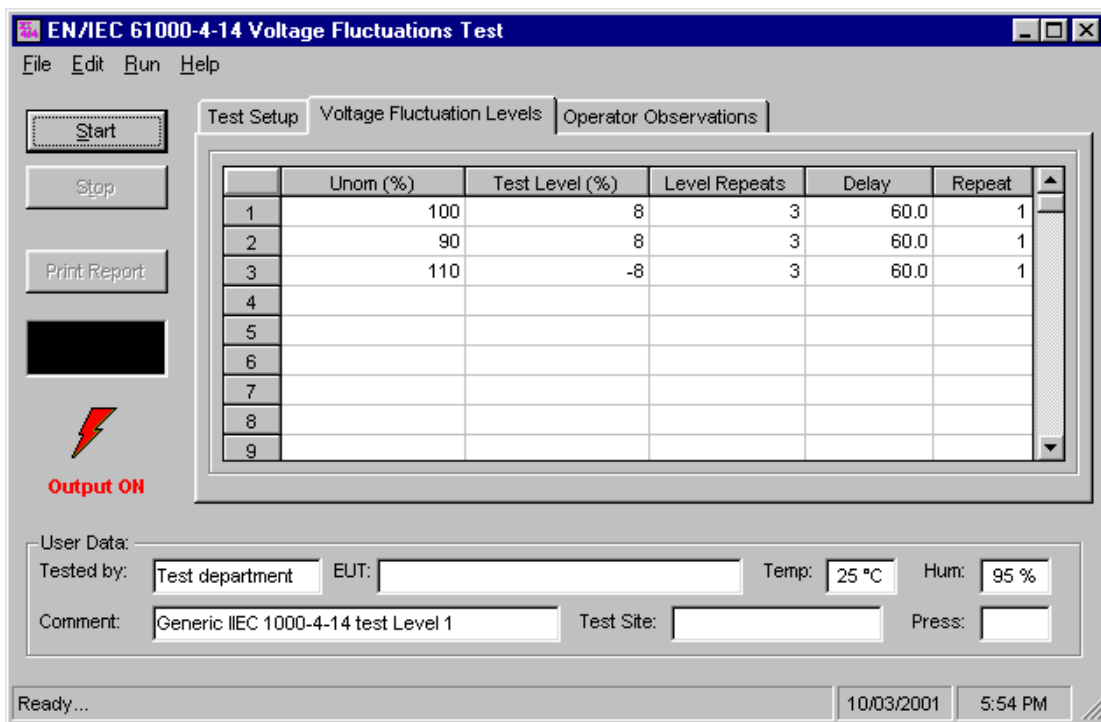 EN/IEC 61000-4-14 Voltage Fluctuations Test
File Edit Run Help
Start
Stop
Print Report
Output ON
Test Setup Voltage Fluctuation Levels Operator Observations
Unom (%) Test Level (%) Level Repeats Delay Repeat
1 100 8 3 60.0 1
2 90 8 3 60.0 1
3 110 -8 3 60.0 1
4
5
6
7
8
9
User Data:
Tested by: Test department EUT: Temp: 25 °C Hum: 95 %
Comment: Generic IIEC 1000-4-14 test Level 1 Test Site: Press:
Ready... 10/03/2001 5:54 PM